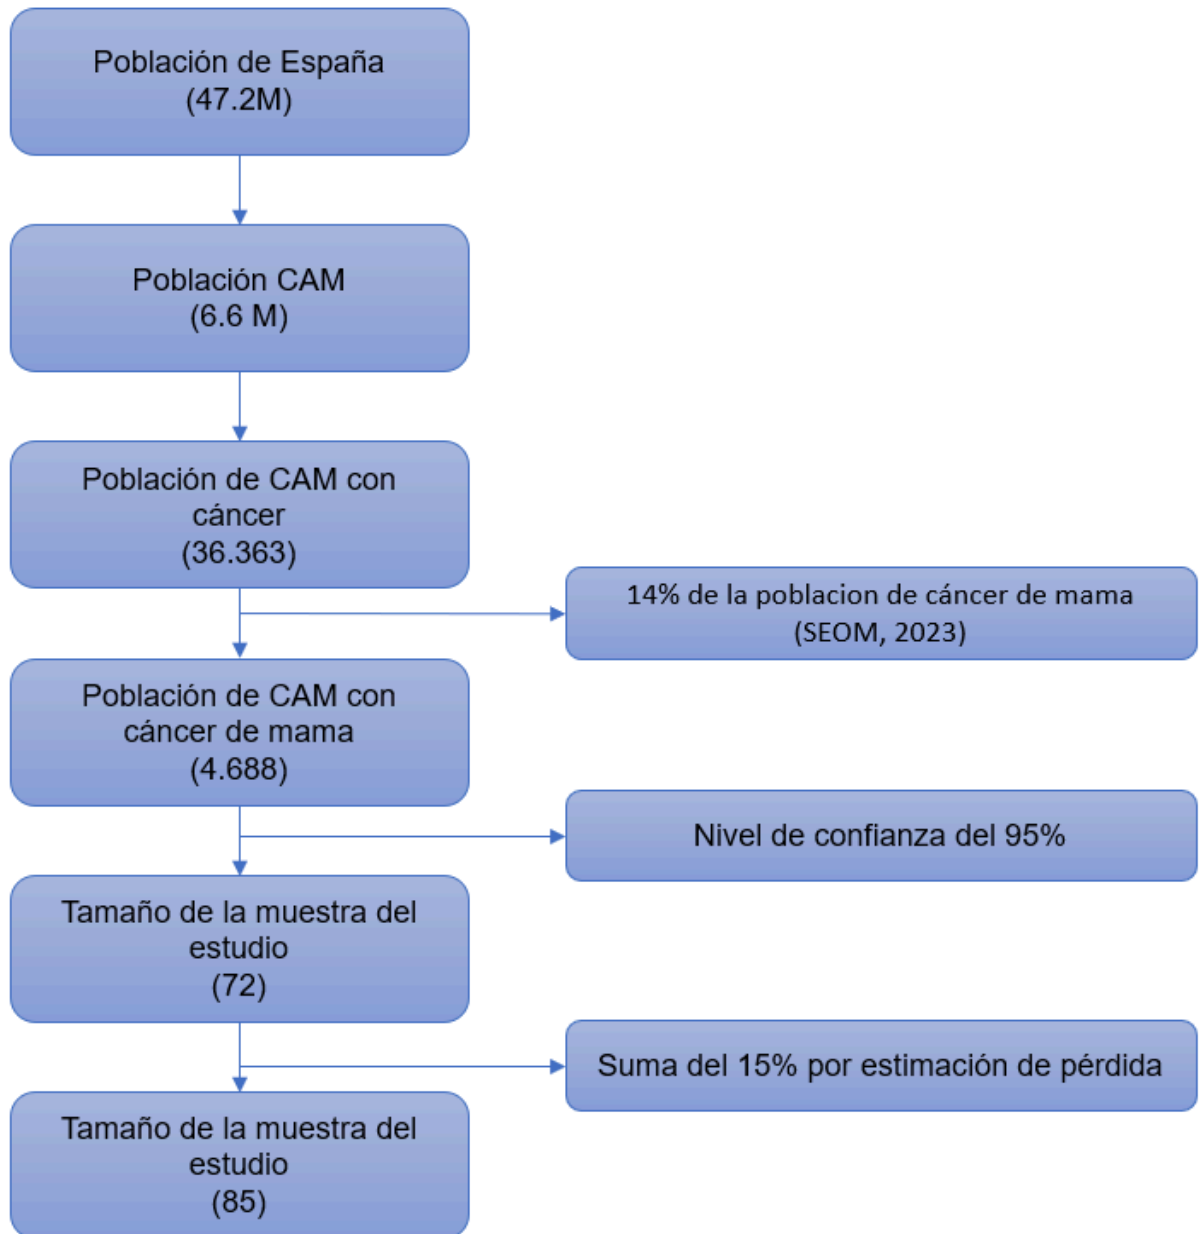 Población de España
(47.2M)
Población CAM
(6.6 M)
Población de CAM con
cáncer
(36.363)
14% de la poblacion de cáncer de mama
(SEOM, 2023)
Población de CAM con
cáncer de mama
(4.688)
Nivel de confianza del 95%
Tamaño de la muestra del
estudio
(72)
Suma del 15% por estimación de pérdida
Tamaño de la muestra del
estudio
(85)